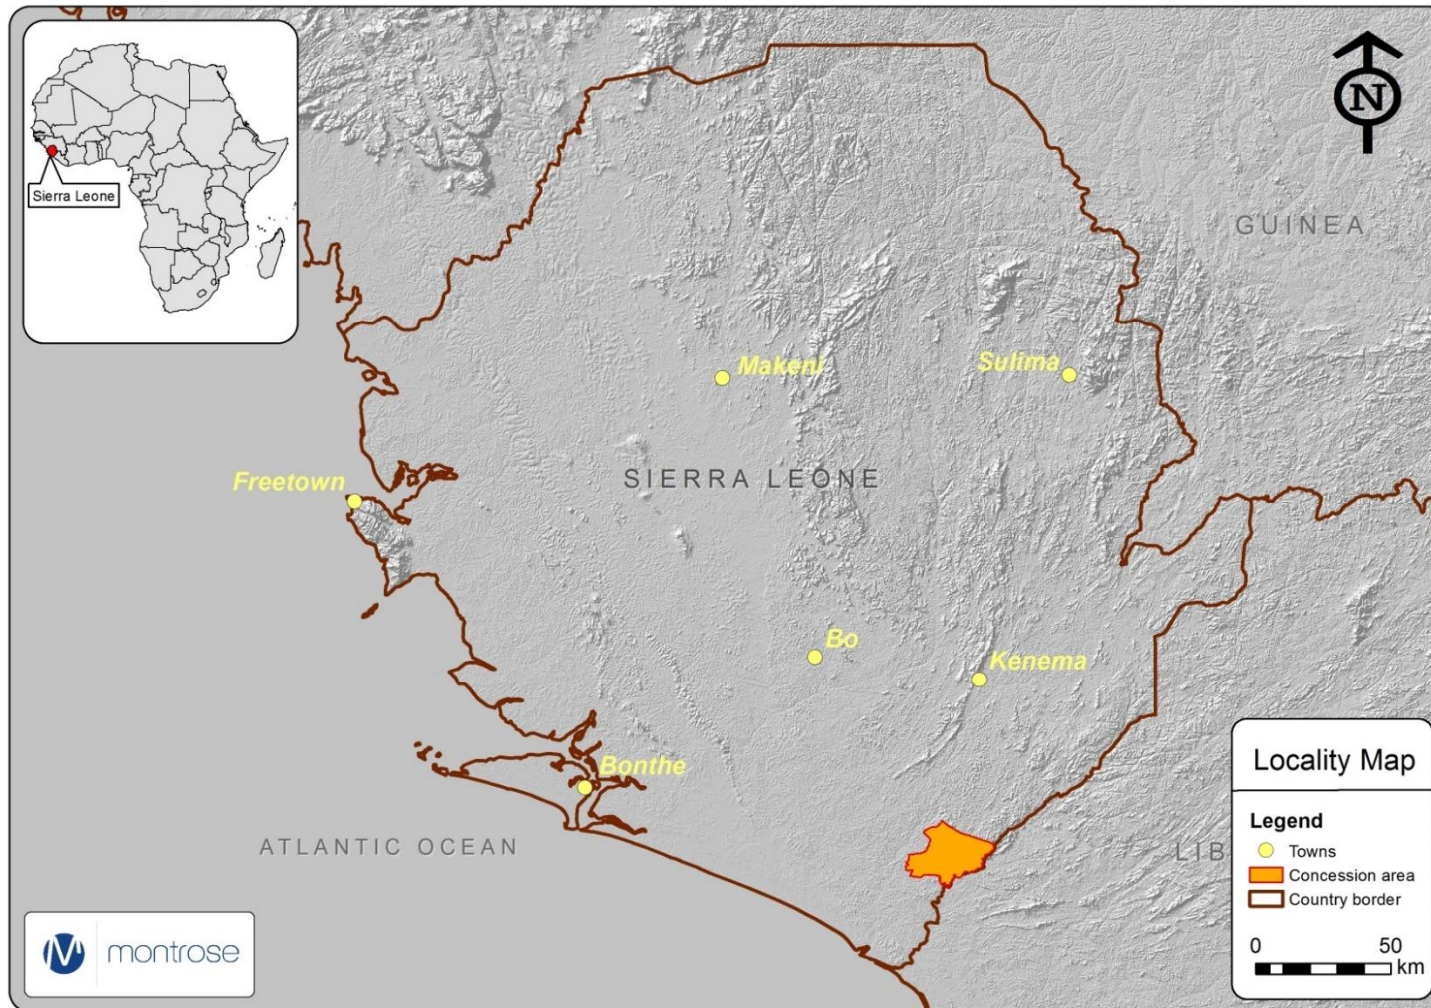 Sierra Leone
N
GUINEA
Makeni
Sulima
SIERRA LEONE
Freetown
Bo
Kenema
Bonthe
ATLANTIC OCEAN
LIB
Locality Map
Legend
Towns
Concession area
Country border
0 50
km
M montrose